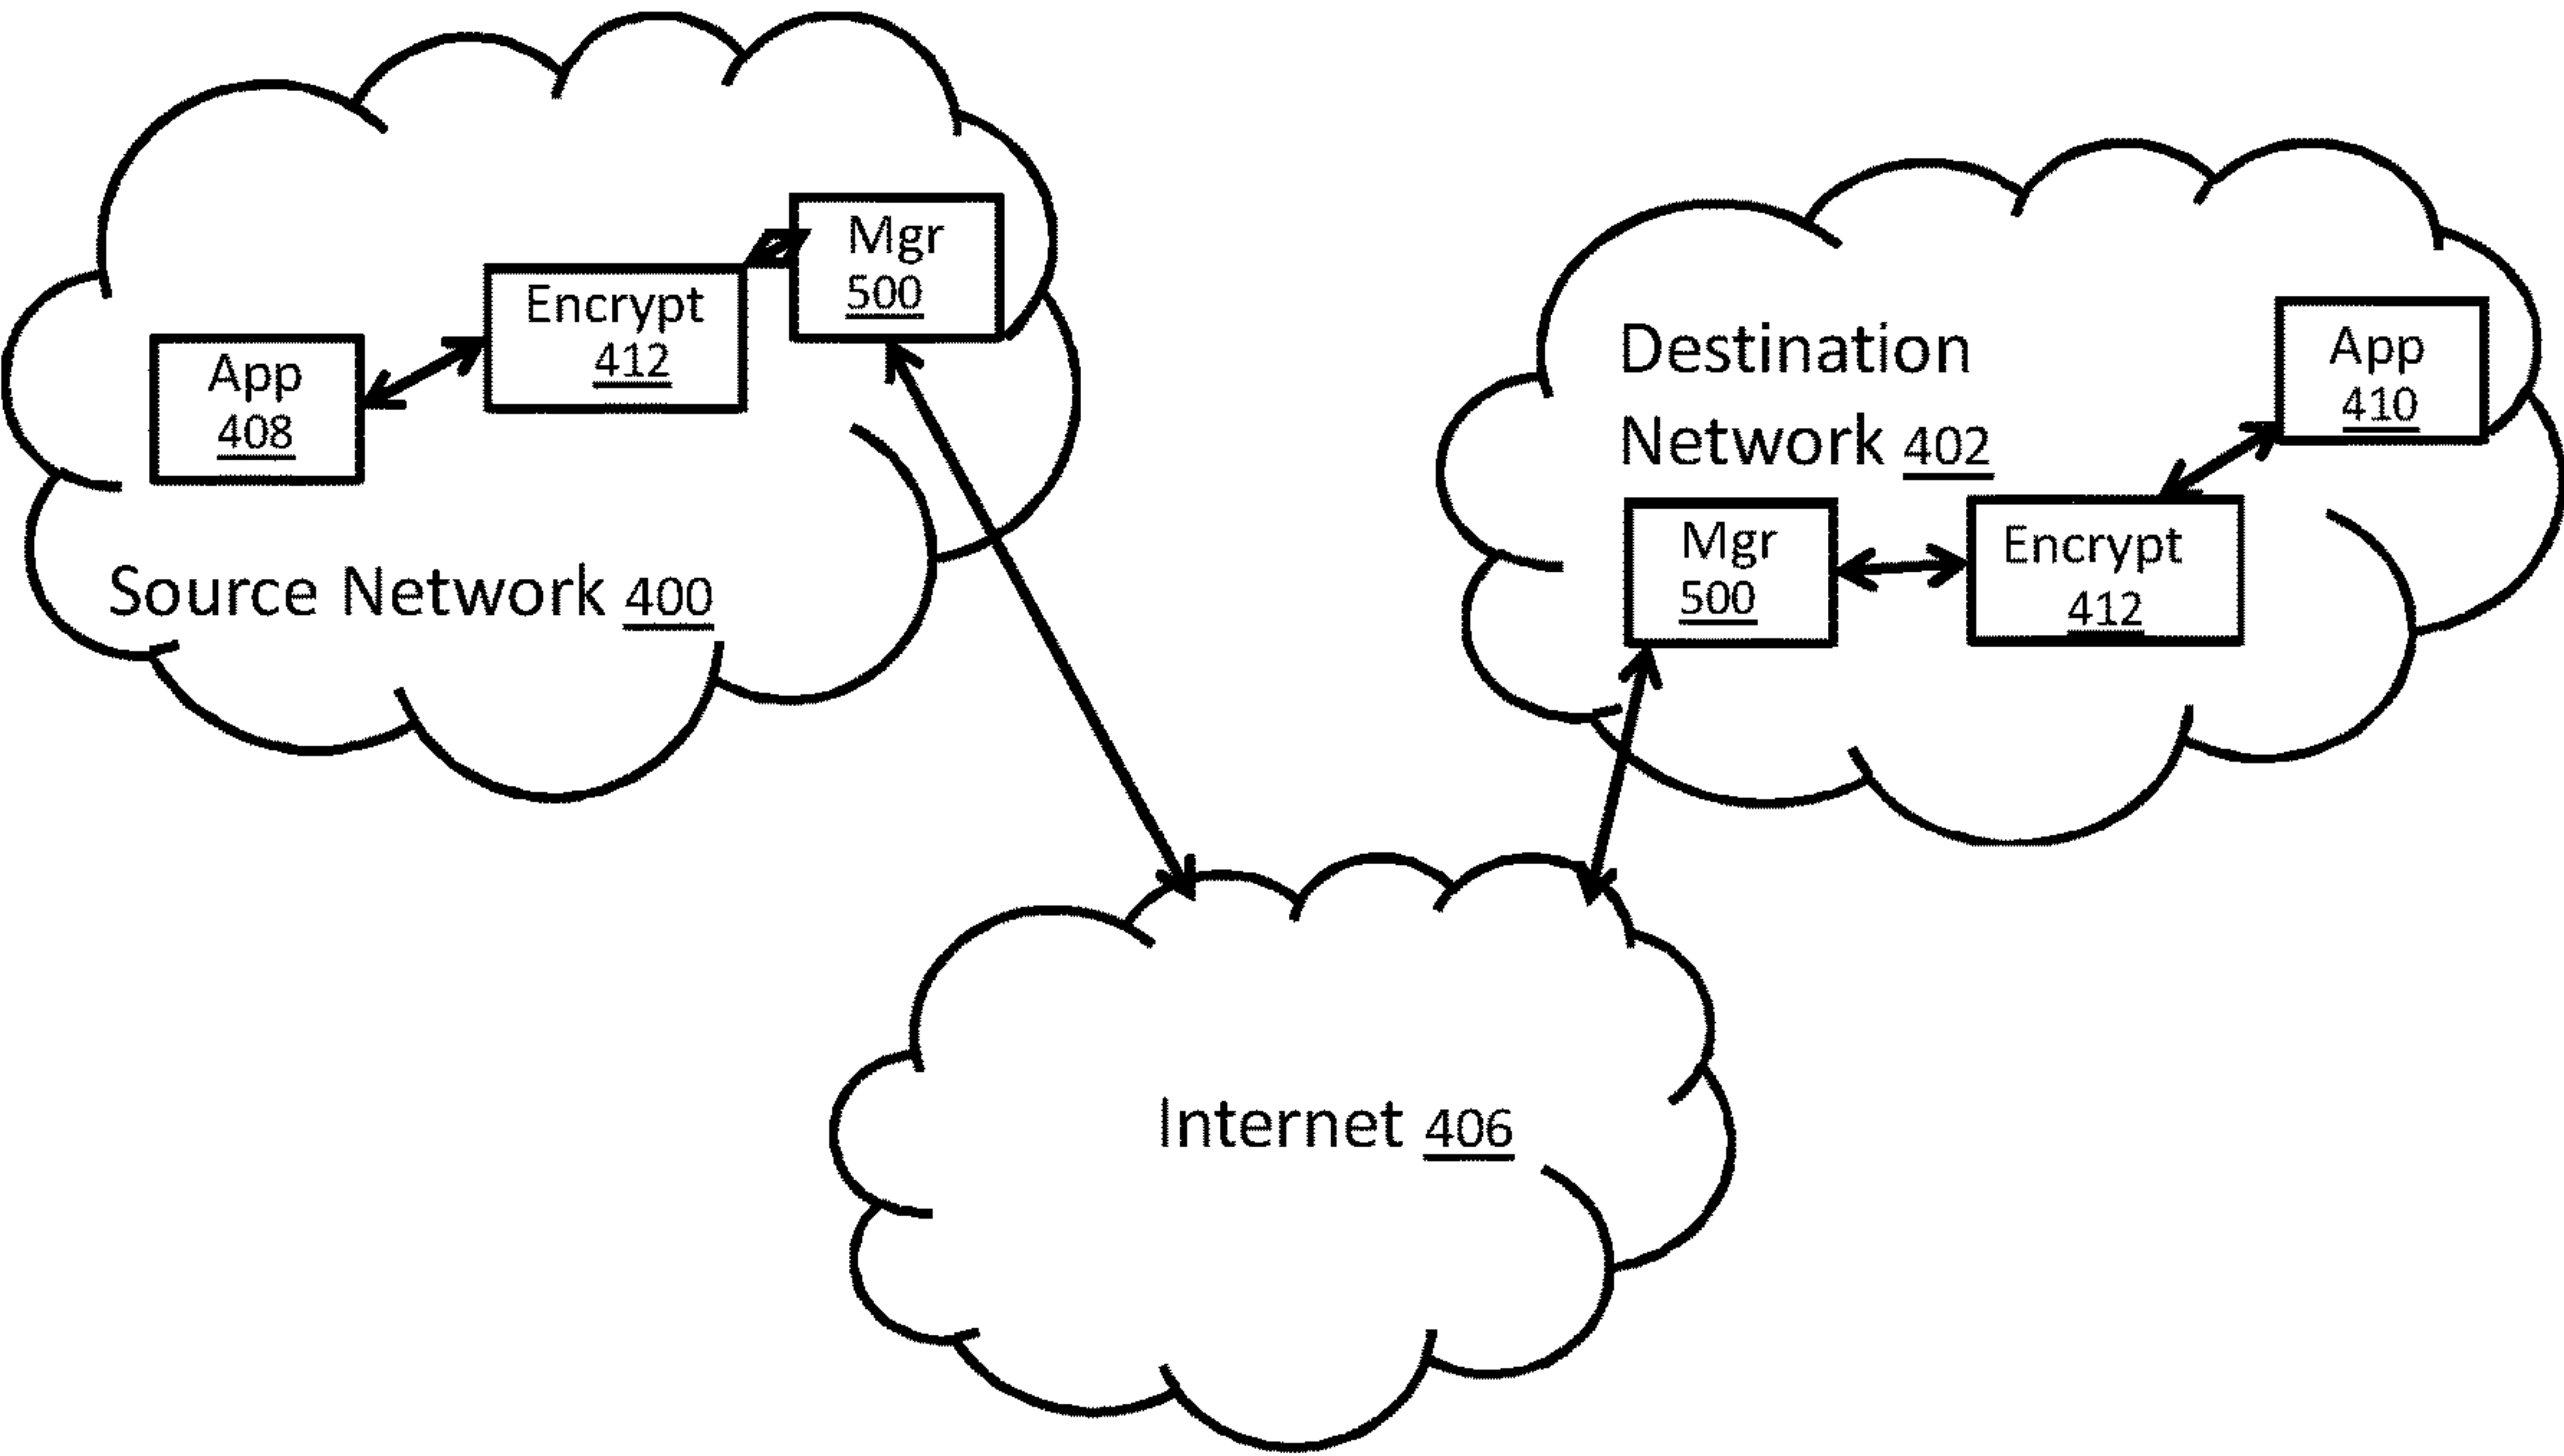 Mgr
500
Encrypt
412
App
408
Source Network 400
Destination
Network 402
App
410
Mgr
500
Encrypt
412
Internet 406